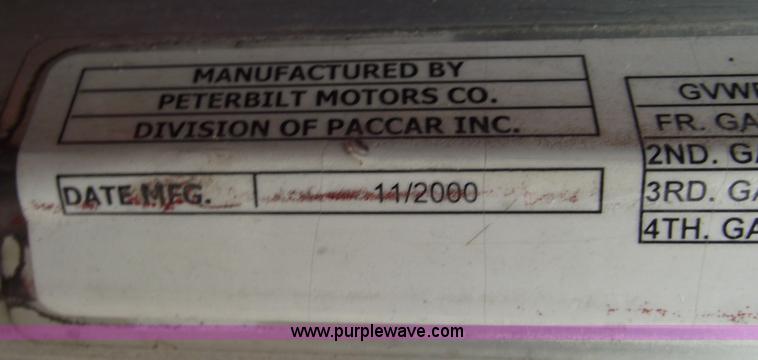 MANUFACTURED BY
PETERBILT MOTORS CO.
DIVISION OF PACCAR INC.
DATE MFG. 11/2000
GVW
FR. GA
2ND. GA
3RD. GA
4TH. GA
www.purplewave.com